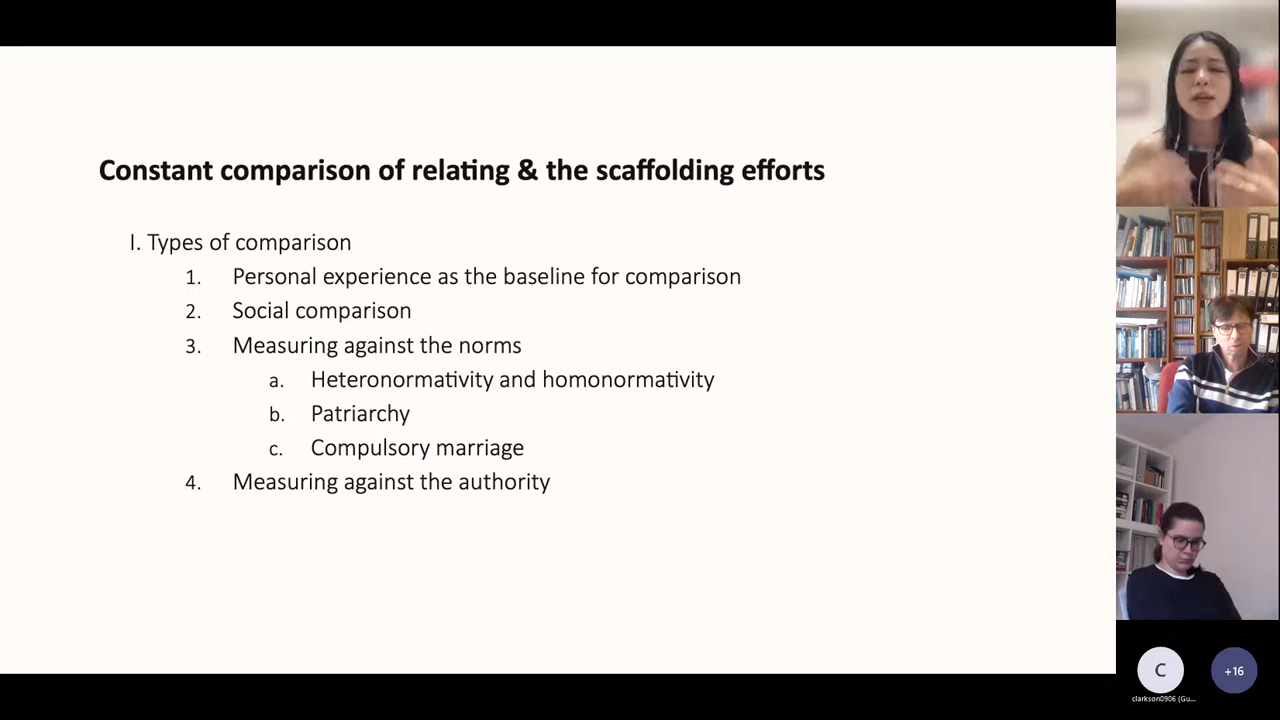 Constant comparison of relating & the scaffolding efforts
I. Types of comparison
1. Personal experience as the baseline for comparison
2. Social comparison
3. Measuring against the norms
a. Heteronormativity and homonormativity
b. Patriarchy
c. Compulsory marriage
4. Measuring against the authority
C
+16
clarkson0906 (Gu...